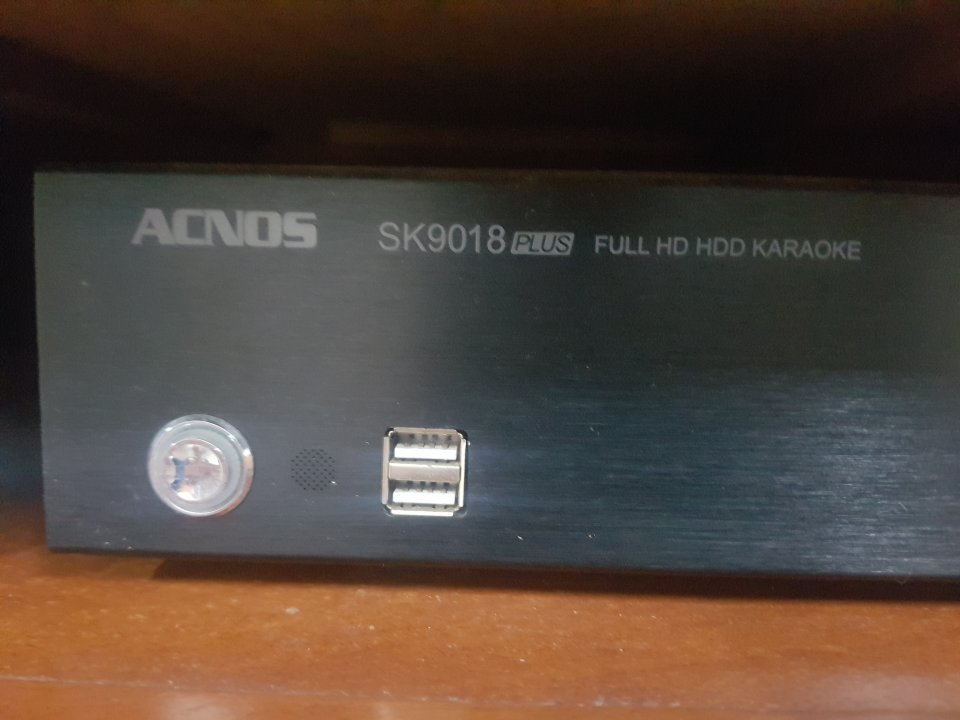 ACNOS SK9018 PLUS FULL HD HDD KARAOKE